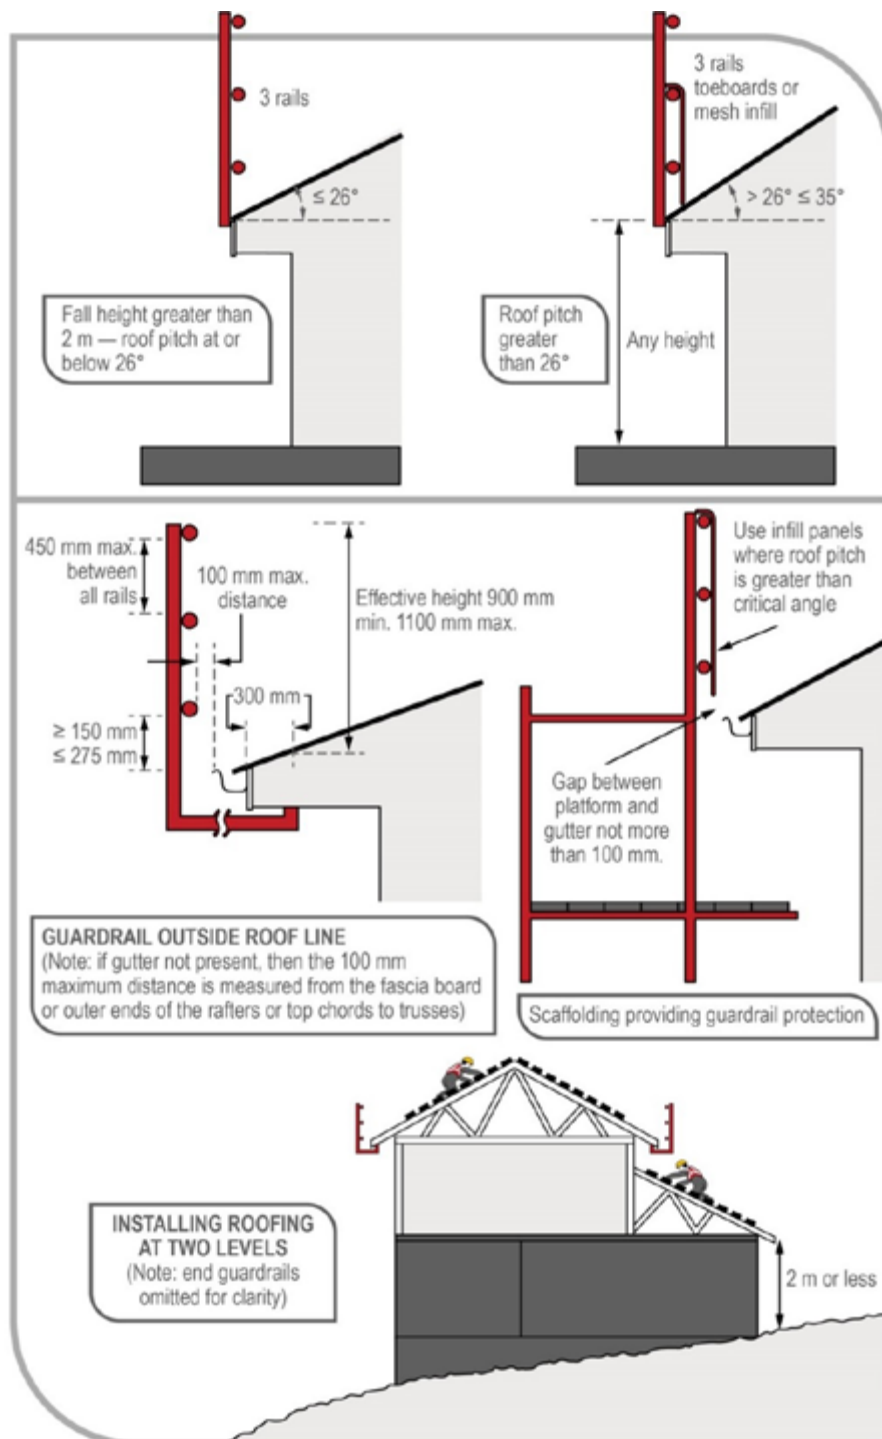 3 rails
≤ 26°
Fall height greater than
2 m — roof pitch at or
below 26°
3 rails
toeboards or
mesh infill
> 26° ≤ 35°
Roof pitch
greater
than 26°
Any height
450 mm max.
between
all rails
100 mm max.
distance
Effective height 900 mm
min. 1100 mm max.
300 mm
≥ 150 mm
≤ 275 mm
GUARDRAIL OUTSIDE ROOF LINE
(Note: if gutter not present, then the 100 mm
maximum distance is measured from the fascia board
or outer ends of the rafters or top chords to trusses)
Use infill panels
where roof pitch
is greater than
critical angle
Gap between
platform and
gutter not more
than 100 mm.
Scaffolding providing guardrail protection
INSTALLING ROOFING
AT TWO LEVELS
(Note: end guardrails
omitted for clarity)
2 m or less